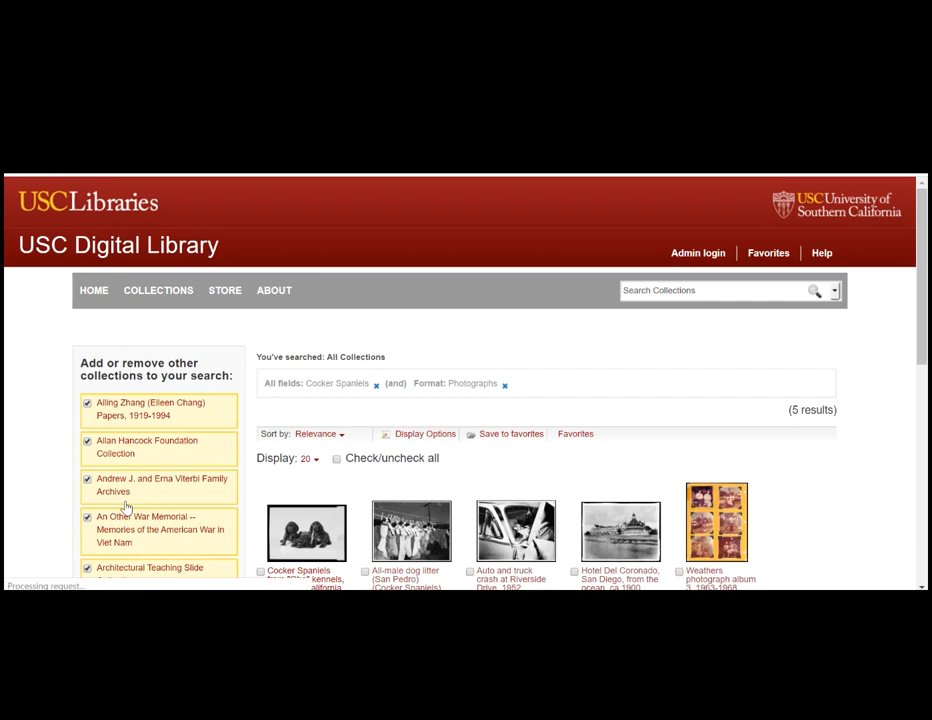 USCLibraries
USC University of
Southern California
USC Digital Library
Admin login
Favorites
Help
HOME
COLLECTIONS
STORE
ABOUT
Search Collections
Add or remove other
collections to your search:
Ailing Zhang (Eileen Chang)
Papers, 1919-1994
Allan Hancock Foundation
Collection
Andrew J. and Erna Viterbi Family
Archives
An Other War Memorial --
Memories of the American War in
Viet Nam
Architectural Teaching Slide
You've searched: All Collections
All fields: Cocker Spaniels (and) Format: Photographs
(5 results)
Sort by: Relevance
Display Options
Save to favorites
Favorites
Display: 20
Check/uncheck all
Cocker Spaniels
from kennels,
All-male dog litter
(San Pedro)
(Cocker Spaniels)
Auto and truck
crash at Riverside
Drive, 1952
Hotel Del Coronado,
San Diego, from the
ocean, ca.1900
Weathers
photograph album
3, 1963-1968
Processing request...